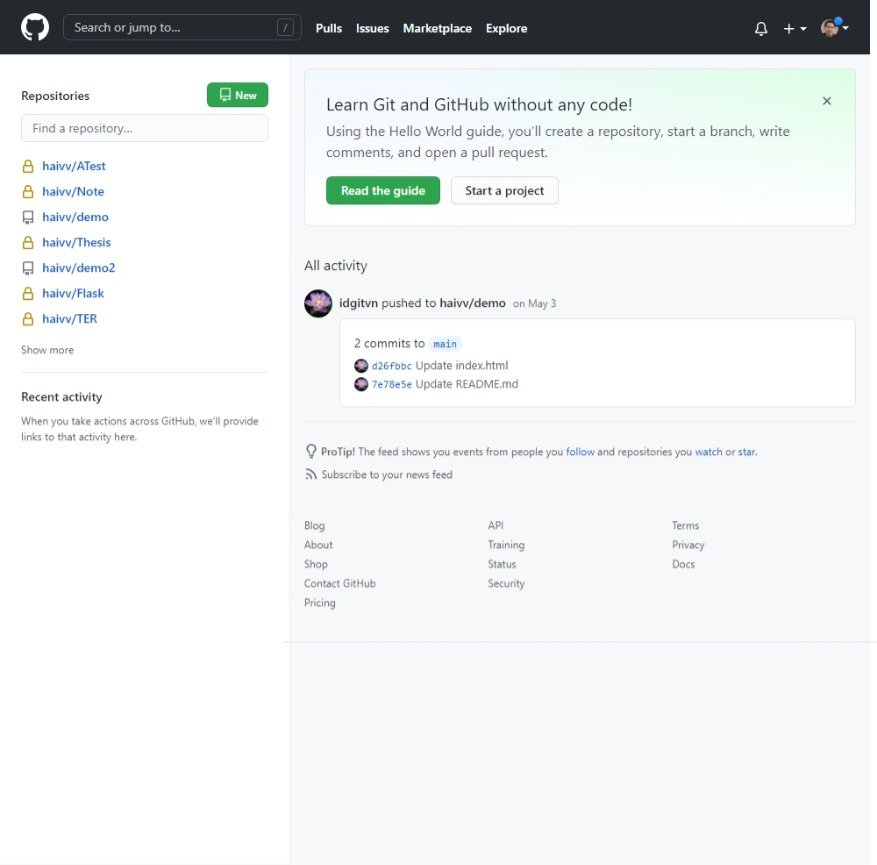 Search or jump to...
/
Pulls Issues Marketplace Explore
Repositories
New
Find a repository...
haivv/ATest
haivv/Note
haivv/demo
haivv/Thesis
haivv/demo2
haivv/Flask
haivv/TER
Show more
Recent activity
When you take actions across GitHub, we'll provide
links to that activity here.
Learn Git and GitHub without any code!
Using the Hello World guide, you'll create a repository, start a branch, write
comments, and open a pull request.
Read the guide
Start a project
All activity
idgitvn pushed to haivv/demo on May 3
2 commits to main
d26fbbc Update index.html
7e78e5e Update README.md
ProTip! The feed shows you events from people you follow and repositories you watch or star.
Subscribe to your news feed
Blog
About
Shop
Contact GitHub
Pricing
API
Training
Status
Security
Terms
Privacy
Docs